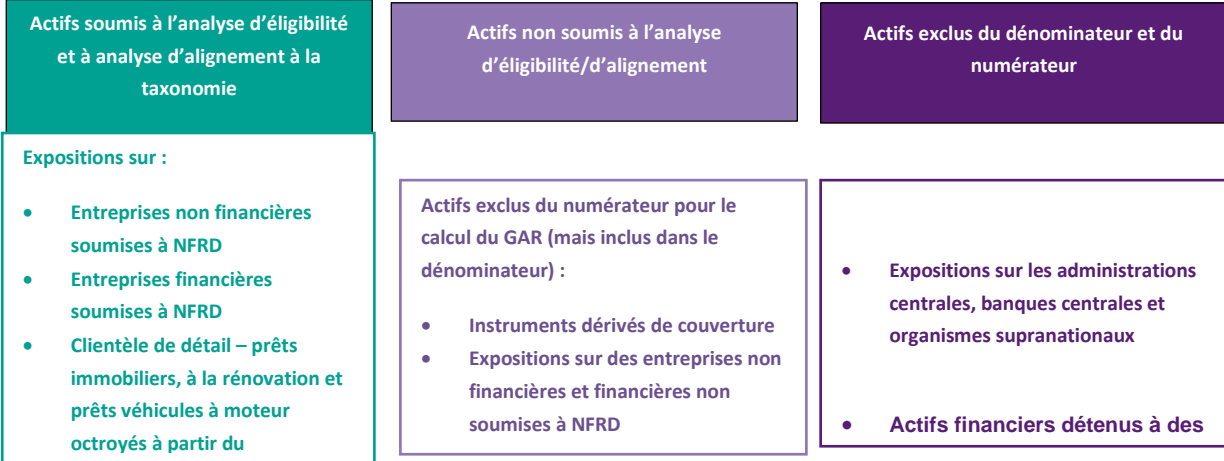 Actifs soumis à l'analyse d'éligibilité
et à analyse d'alignement à la
taxonomie
Expositions sur :
• Entreprises non financières
soumises à NFRD
• Entreprises financières
soumises à NFRD
• Clientèle de détail – prêts
immobiliers, à la rénovation et
prêts véhicules à moteur
octroyés à partir du
Actifs non soumis à l'analyse
d'éligibilité/d'alignement
Actifs exclus du numérateur pour le
calcul du GAR (mais inclus dans le
dénominateur) :
• Instruments dérivés de couverture
• Expositions sur des entreprises non
financières et financières non
soumises à NFRD
Actifs exclus du dénominateur et du
numérateur
• Expositions sur les administrations
centrales, banques centrales et
organismes supranationaux
• Actifs financiers détenus à des